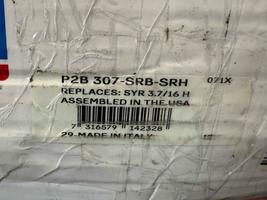 P2B 307-SRB-SRH 071X
REPLACES: SYR 3.7/16 H
ASSEMBLED IN THE USA
7 316579 142328
29-MADE IN ITALY